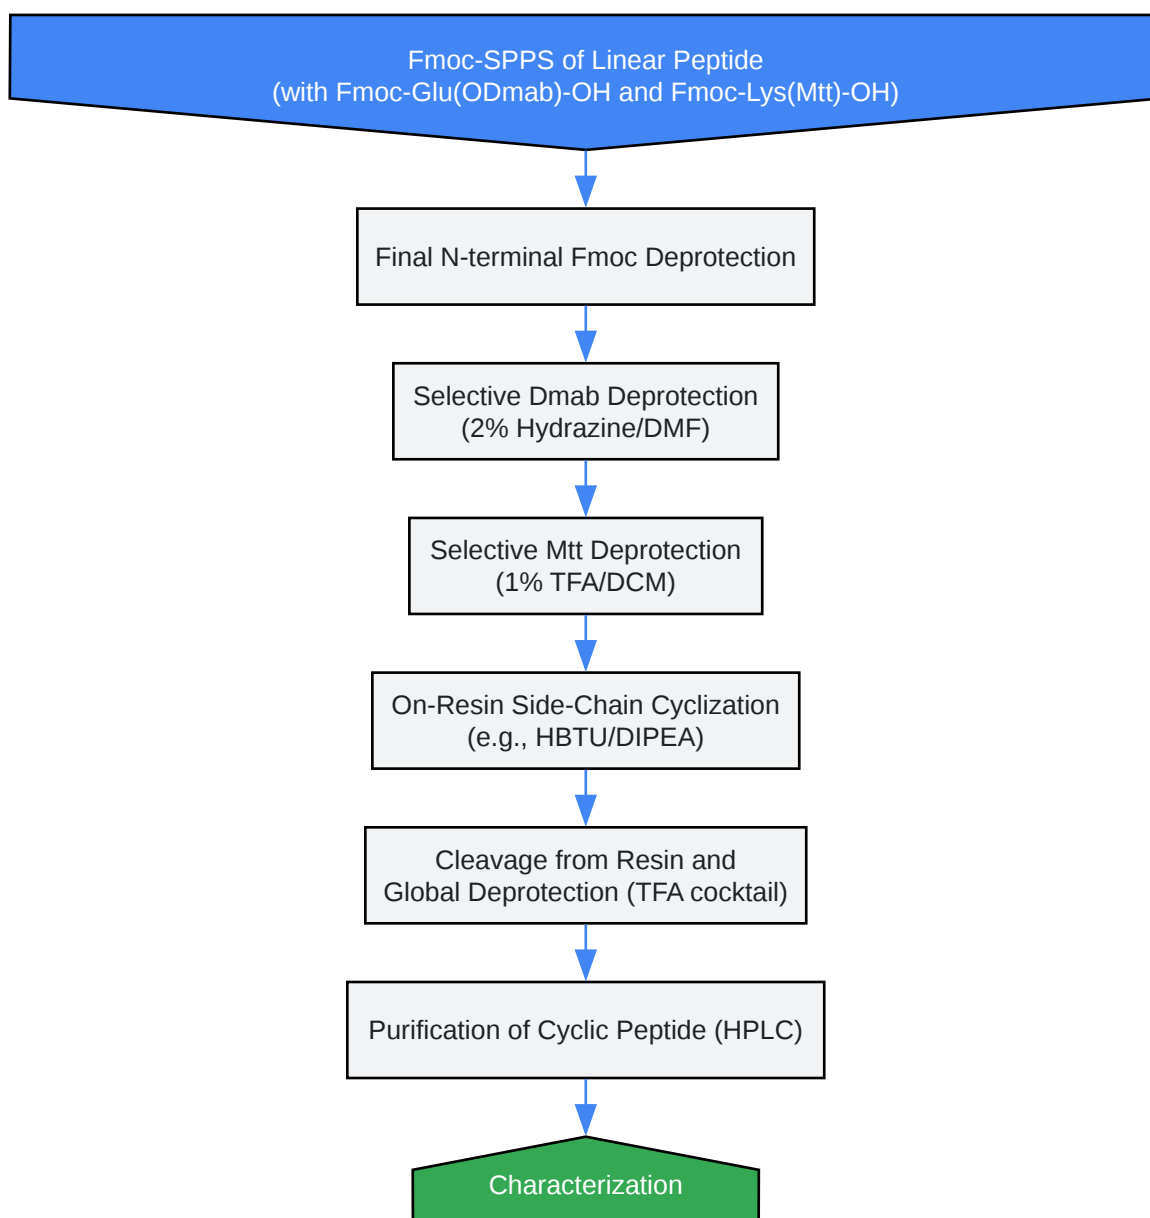 Fmoc-SPPS of Linear Peptide
(with Fmoc-Glu(ODmab)-OH and Fmoc-Lys(Mtt)-OH)
Final N-terminal Fmoc Deprotection
Selective Dmab Deprotection
(2% Hydrazine/DMF)
Selective Mtt Deprotection
(1% TFA/DCM)
On-Resin Side-Chain Cyclization
(e.g., HBTU/DIPEA)
Cleavage from Resin and
Global Deprotection (TFA cocktail)
Purification of Cyclic Peptide (HPLC)
Characterization